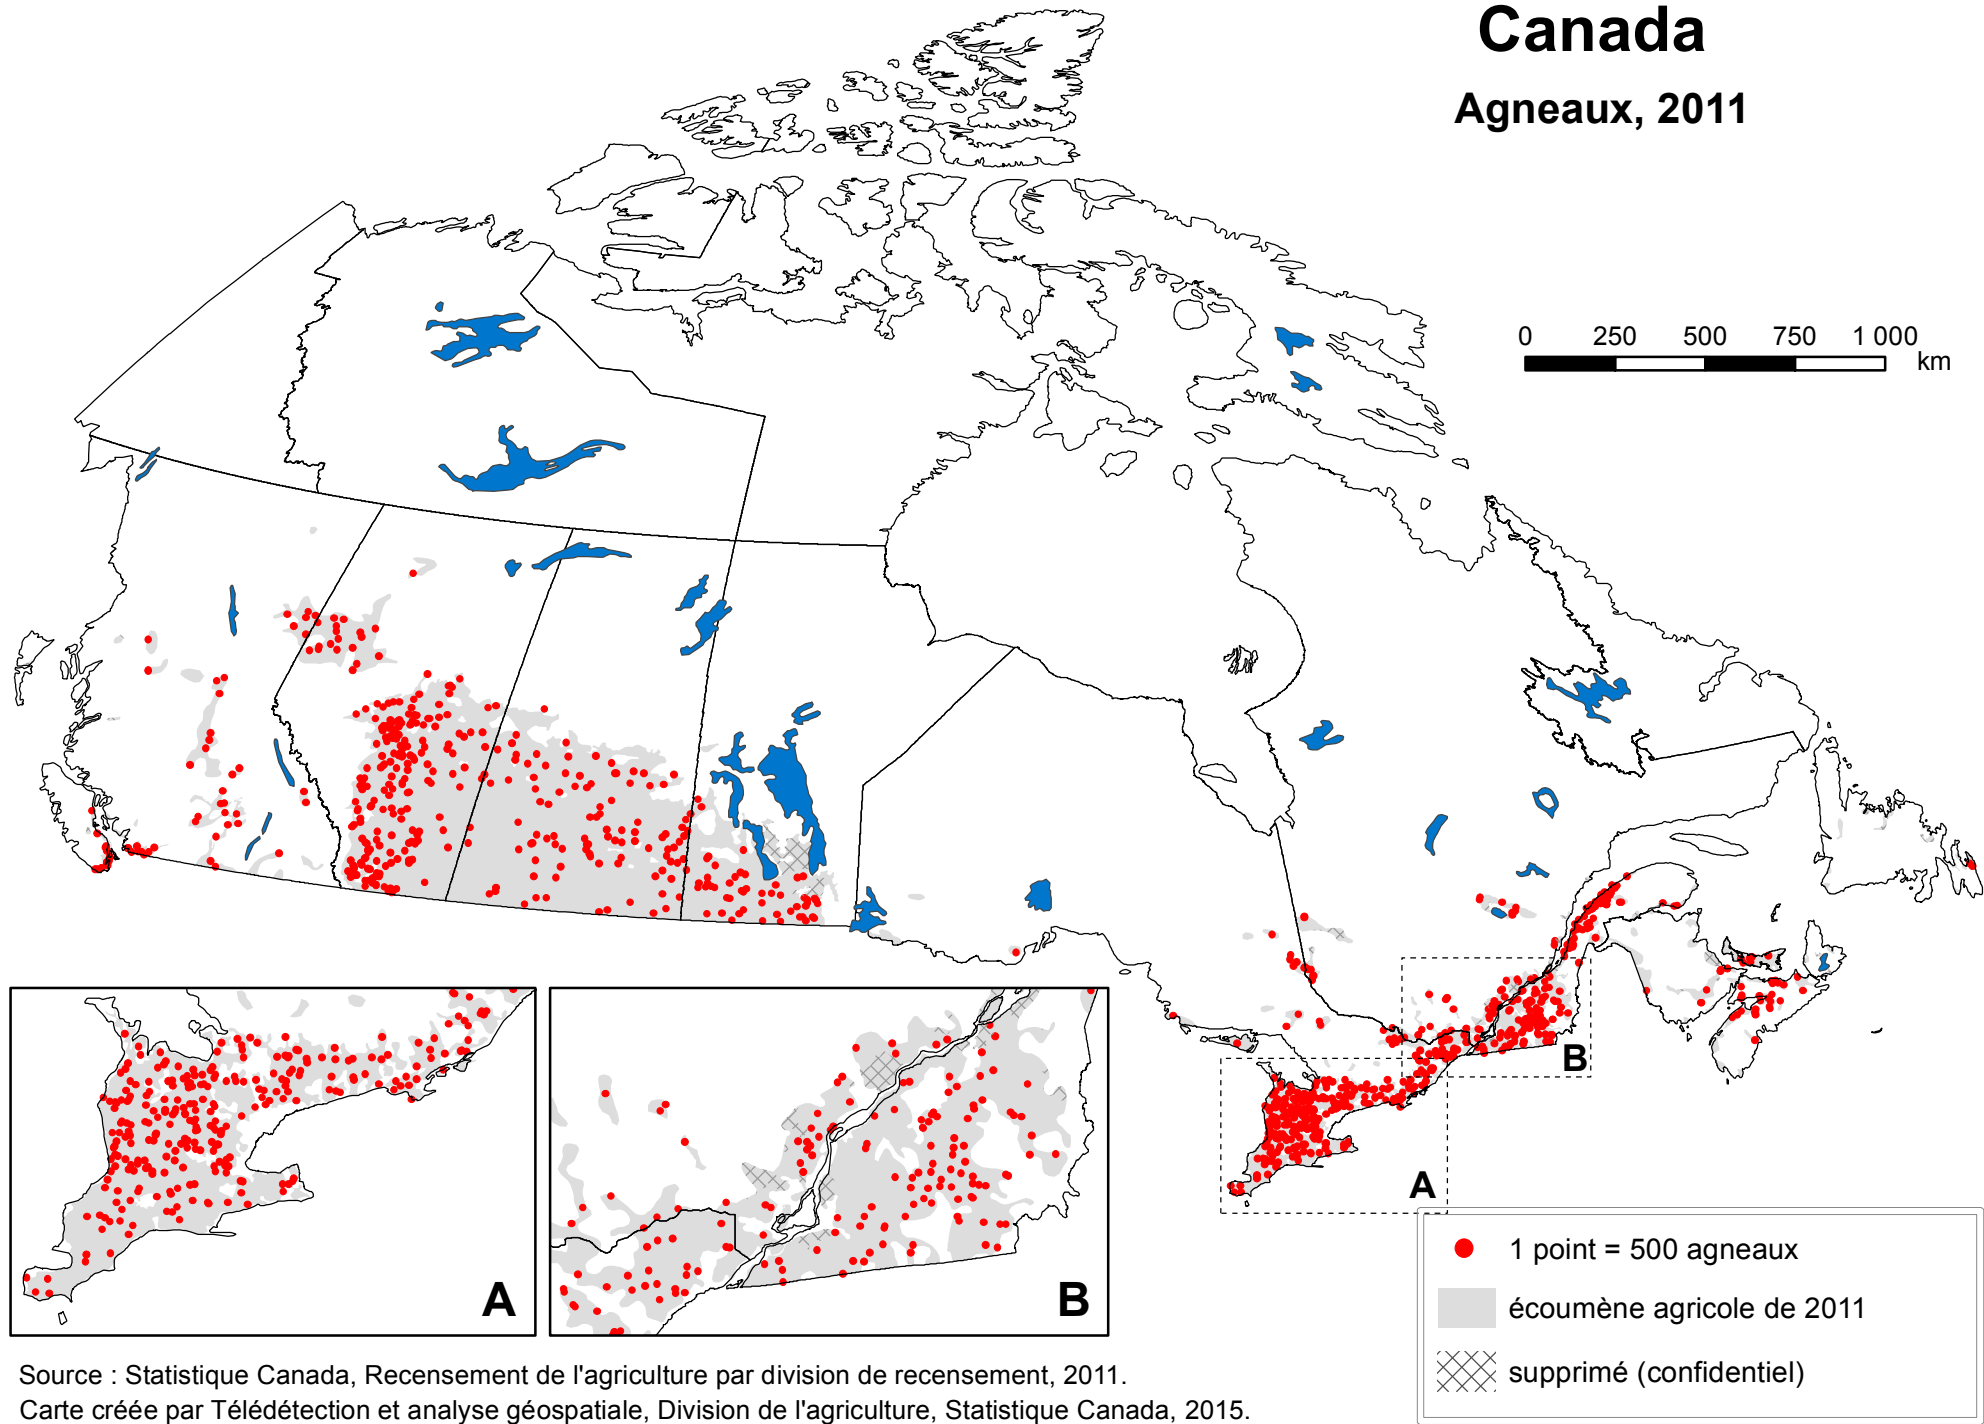 Canada
Agneaux, 2011
0 250 500 750 1 000
km
B
A
A
B
1 point = 500 agneaux
écoumène agricole de 2011
supprimé (confidentiel)
Source : Statistique Canada, Recensement de l'agriculture par division de recensement, 2011.
Carte créée par Télédétection et analyse géospatiale, Division de l'agriculture, Statistique Canada, 2015.